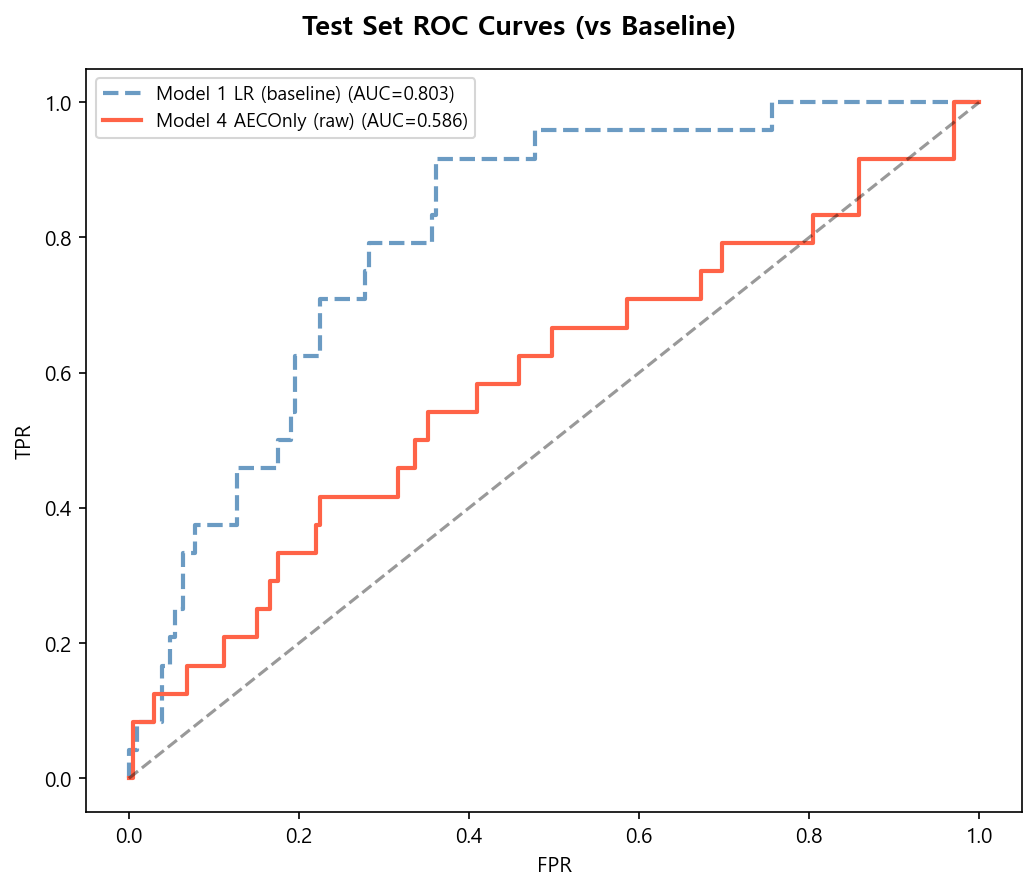 Test Set ROC Curves (vs Baseline)
Model 1 LR (baseline) (AUC=0.803)
Model 4 AECOnly (raw) (AUC=0.586)
1.0
0.8
0.6
0.4
0.2
0.0
TPR
0.0 0.2 0.4 0.6 0.8 1.0
FPR